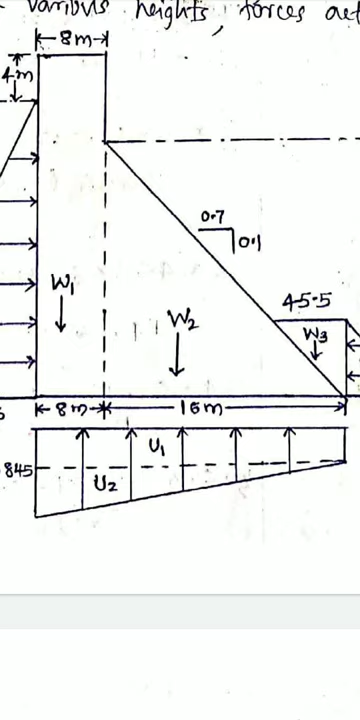 various heights, forces act
8m
4m
0.7
0.1
W1
45.5
W2
W3
8m 16m
U1
845
U2